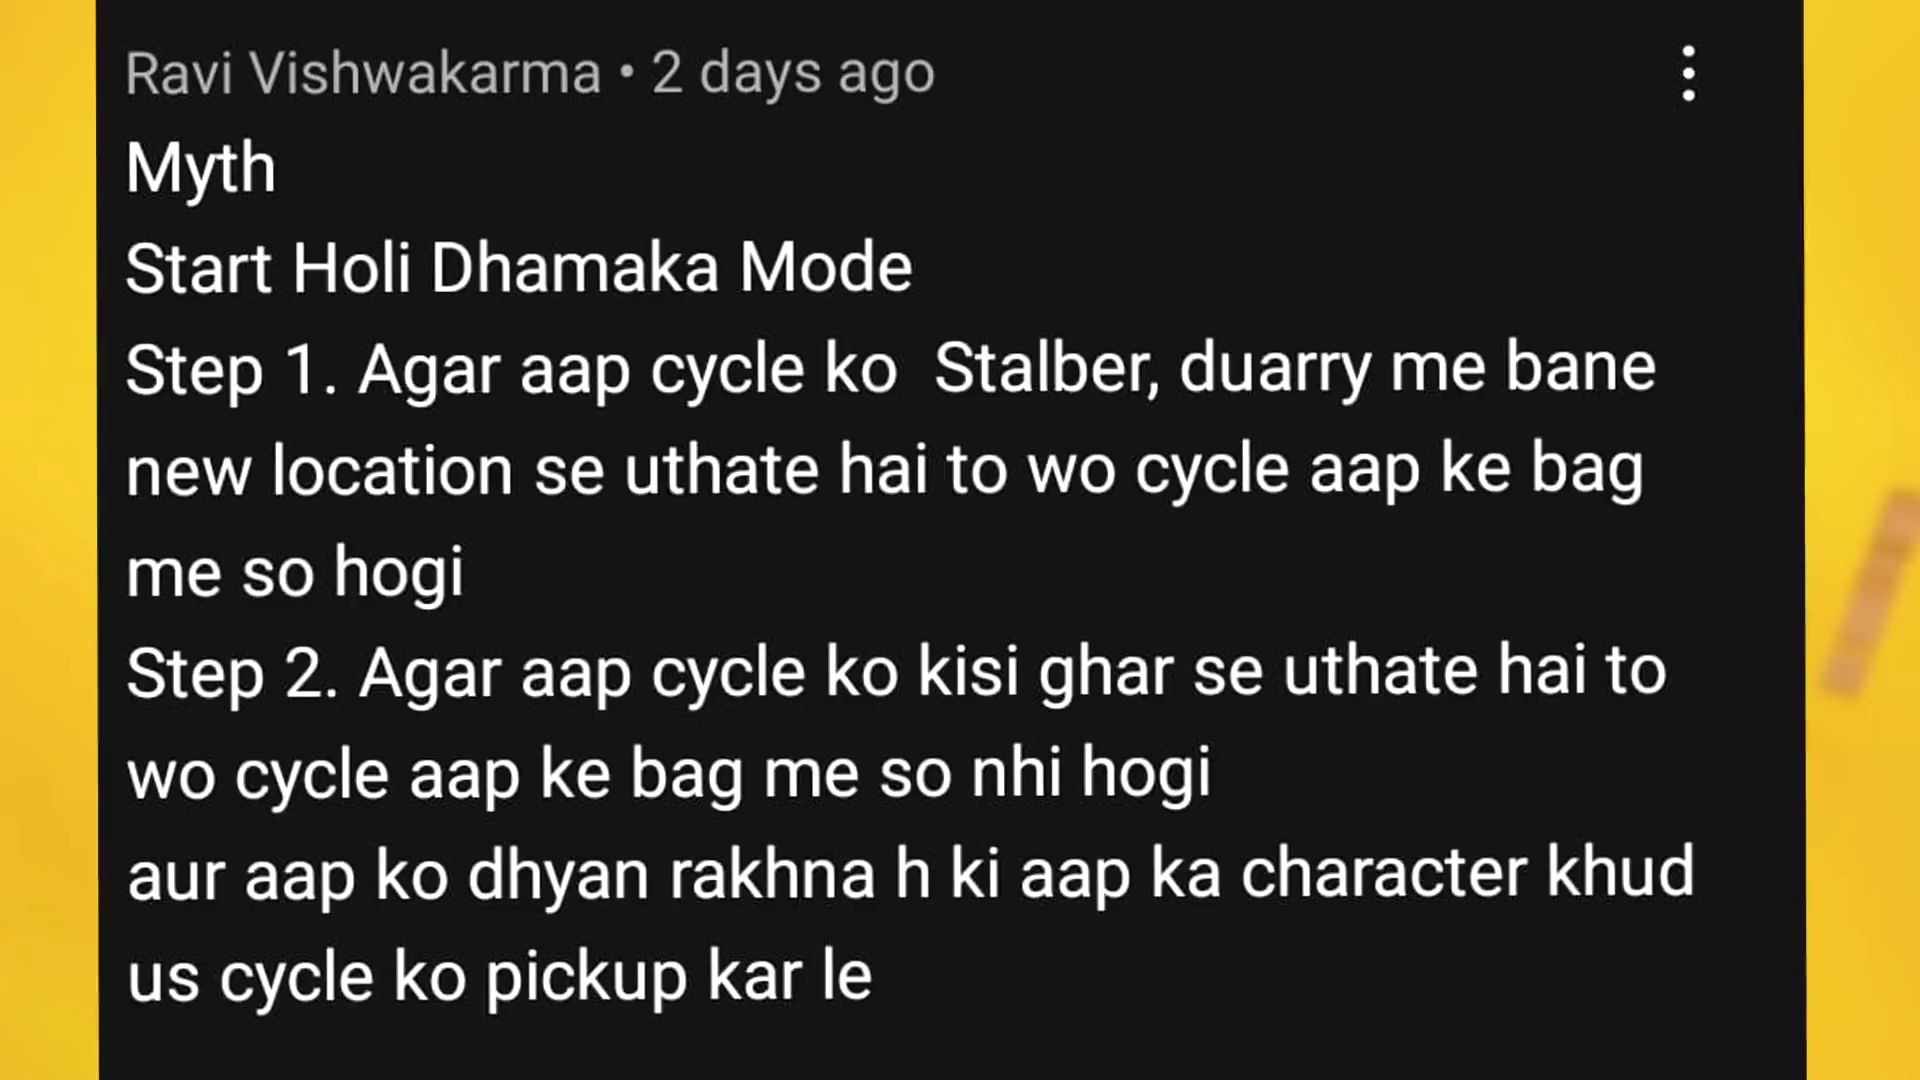 Ravi Vishwakarma • 2 days ago
Myth
Start Holi Dhamaka Mode
Step 1. Agar aap cycle ko  Stalber, duarry me bane
new location se uthate hai to wo cycle aap ke bag
me so hogi
Step 2. Agar aap cycle ko kisi ghar se uthate hai to
wo cycle aap ke bag me so nhi hogi
aur aap ko dhyan rakhna h ki aap ka character khud
us cycle ko pickup kar le